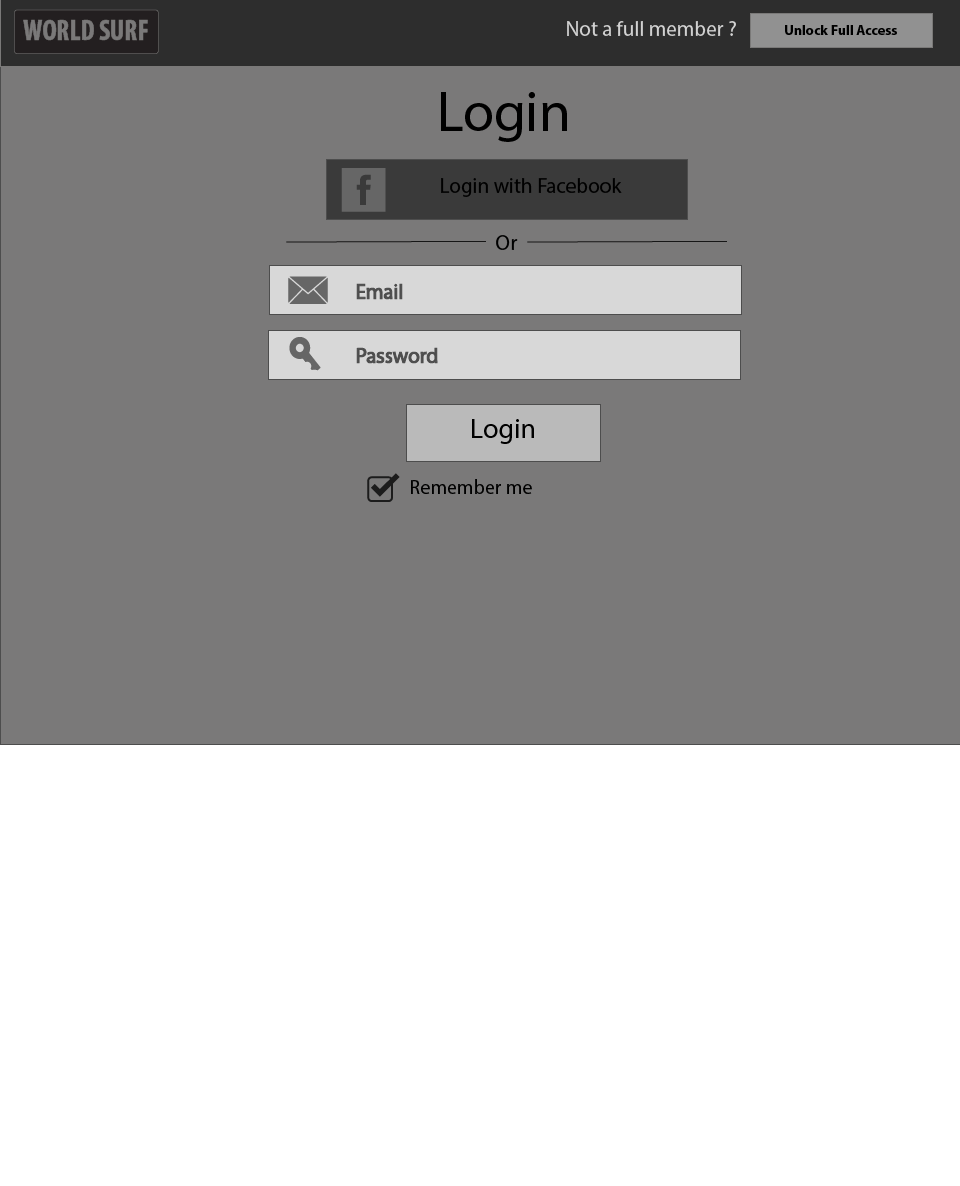 WORLD SURF
Not a full member ?
Unlock Full Access
Login
f
Login with Facebook
Or
Email
Password
Login
Remember me